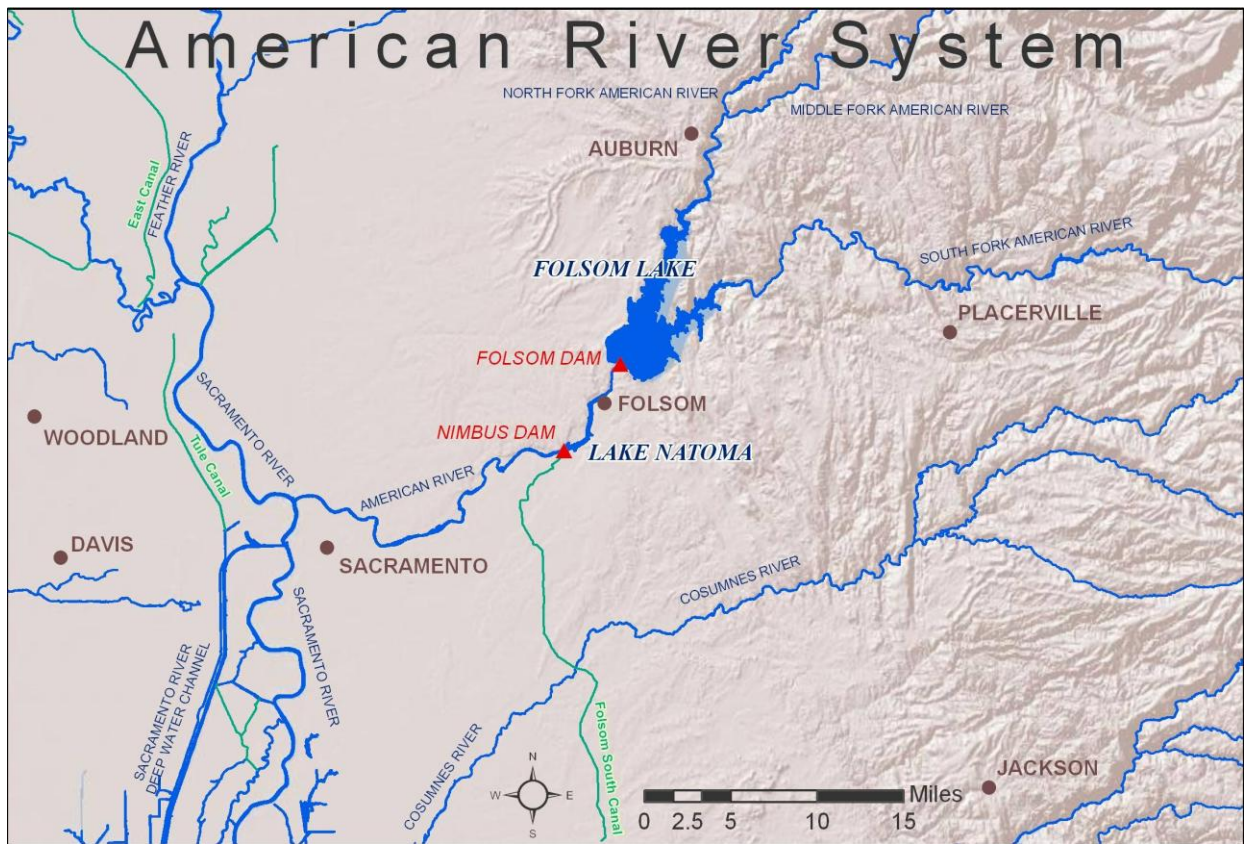 American River System
NORTH FORK AMERICAN RIVER
MIDDLE FORK AMERICAN RIVER
AUBURN
East Canal
FEATHER RIVER
SOUTH FORK AMERICAN RIVER
FOLSOM LAKE
PLACERVILLE
FOLSOM DAM
SACRAMENTO RIVER
FOLSOM
WOODLAND
NIMBUS DAM
LAKE NATOMA
Tule Canal
AMERICAN RIVER
DAVIS
SACRAMENTO
COSUMNES RIVER
SACRAMENTO RIVER
SACRAMENTO RIVER
DEEP WATER CHANNEL
COSUMNES RIVER
Folsom South Canal
N
W E
S
JACKSON
Miles
0 2.5 5 10 15